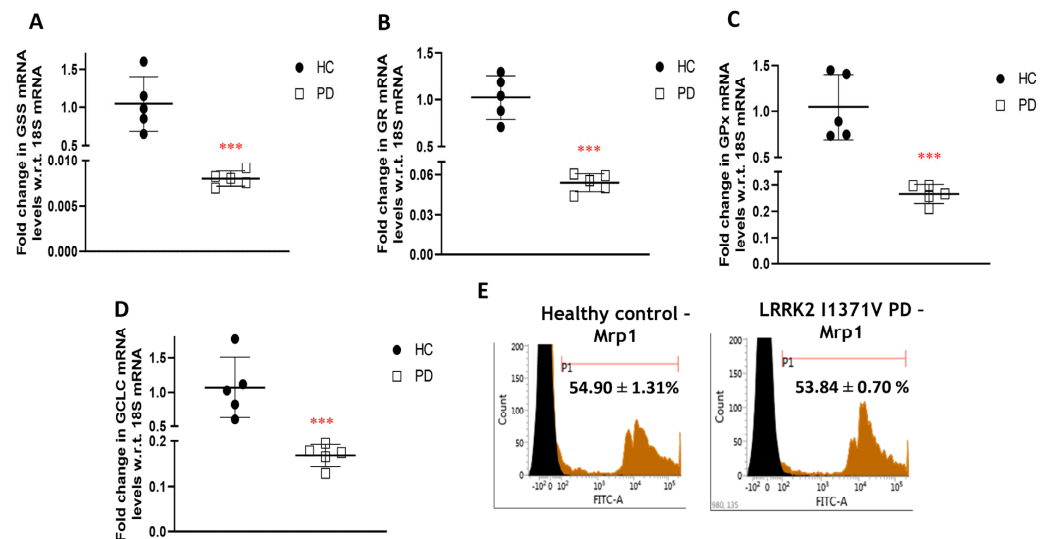 A
Fold change in GSS mRNA
levels w.r.t. 18S mRNA
1.5
1.0
0.5
0.010
0.005
0.000
***
HC
PD
B
Fold change in GR mRNA
levels w.r.t. 18S mRNA
1.5
1.0
0.5
0.06
0.03
0.00
***
HC
PD
C
Fold change in GPx mRNA
levels w.r.t. 18S mRNA
1.5
1.0
0.5
0.3
0.2
0.1
0.0
***
HC
PD
D
Fold change in GCLC mRNA
levels w.r.t. 18S mRNA
1.5
1.0
0.5
0.2
0.1
0.0
***
HC
PD
E
Healthy control –
Mrp1
200
150
100
50
0
Count
P1
54.90 ± 1.31%
-10² 0 10² 10³ 10⁴ 10⁵
FITC-A
LRRK2 I1371V PD –
Mrp1
200
150
100
50
0
Count
P1
53.84 ± 0.70 %
-10² 0 10² 10³ 10⁴ 10⁵
FITC-A
980, 135